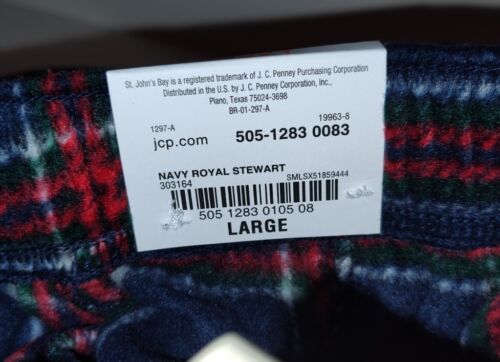 St. John's Bay is a registered trademark of J. C. Penney Purchasing Corporation
Distributed in the U.S. by J. C. Penney Corporation, Inc.,
Plano, Texas 75024-3698
BR-01-297-A
1297-A 19963-8
jcp.com 505-1283 0083
NAVY ROYAL STEWART
303164 SMLSX51859444
505 1283 0105 08
LARGE